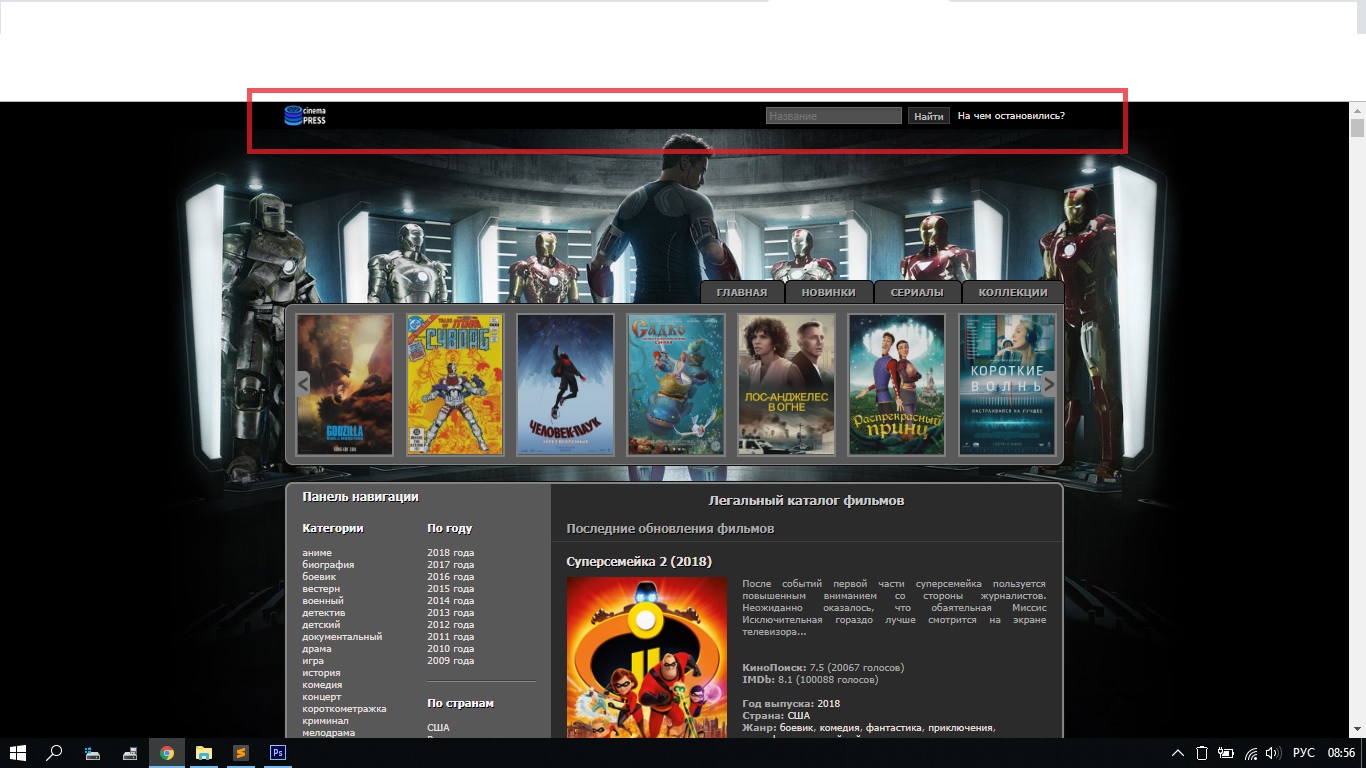 cinema
PRESS
Название
Найти
На чем остановились?
ГЛАВНАЯ
НОВИНКИ
СЕРИАЛЫ
КОЛЛЕКЦИИ
GODZILLA
CYBORG
ЧЕЛОВЕК-ПАУК
САДКО
ЛОС-АНДЖЕЛЕС
В ОГНЕ
Распрекрасный
принц
КОРОТКИЕ
ВОЛНЫ
НАСТРАИВАЙСЯ НА ЛУЧШЕЕ
<
>
Панель навигации
Категории
аниме
биография
боевик
вестерн
военный
детектив
детский
документальный
драма
игра
история
комедия
концерт
короткометражка
криминал
мелодрама
По году
2018 года
2017 года
2016 года
2015 года
2014 года
2013 года
2012 года
2011 года
2010 года
2009 года
По странам
США
Легальный каталог фильмов
Последние обновления фильмов
Суперсемейка 2 (2018)
После событий первой части суперсемейка пользуется
повышенным вниманием со стороны журналистов.
Неожиданно оказалось, что обаятельная Миссис
Исключительная гораздо лучше смотрится на экране
телевизора...
КиноПоиск: 7.5 (20067 голосов)
IMDb: 8.1 (100088 голосов)
Год выпуска: 2018
Страна: США
Жанр: боевик, комедия, фантастика, приключения,
Ps
РУС
08:56